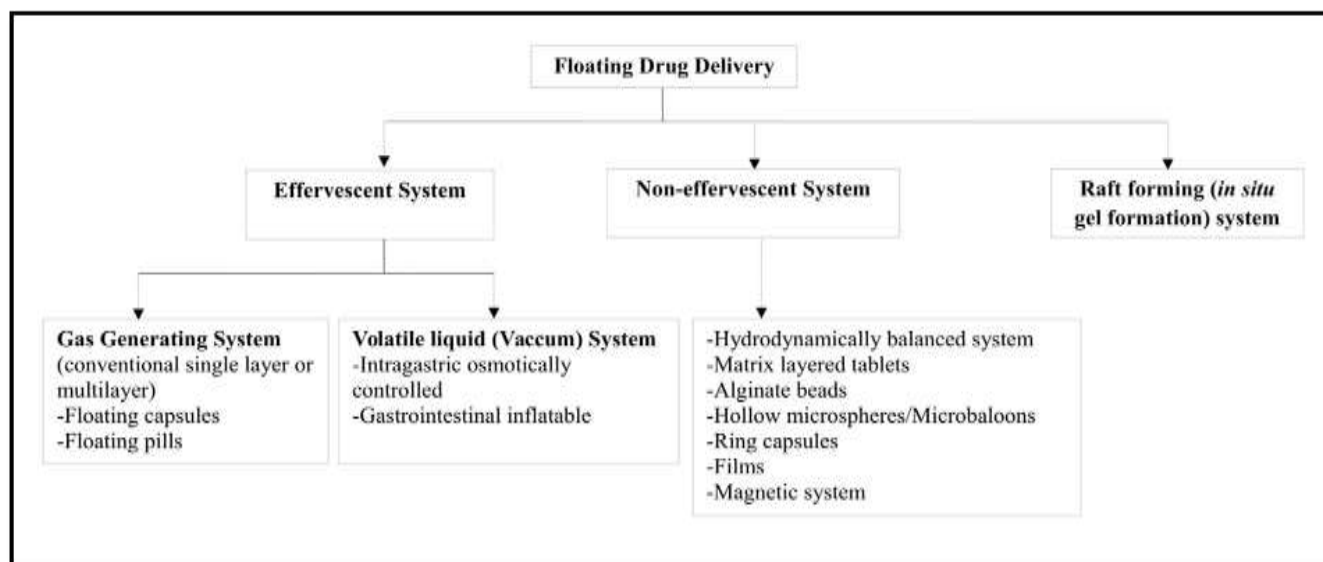 Floating Drug Delivery
Effervescent System
Non-effervescent System
Raft forming (in situ
gel formation) system
Gas Generating System
(conventional single layer or
multilayer)
-Floating capsules
-Floating pills
Volatile liquid (Vaccum) System
-Intragastric osmotically
controlled
-Gastrointestinal inflatable
-Hydrodynamically balanced system
-Matrix layered tablets
-Alginate beads
-Hollow microspheres/Microbaloons
-Ring capsules
-Films
-Magnetic system